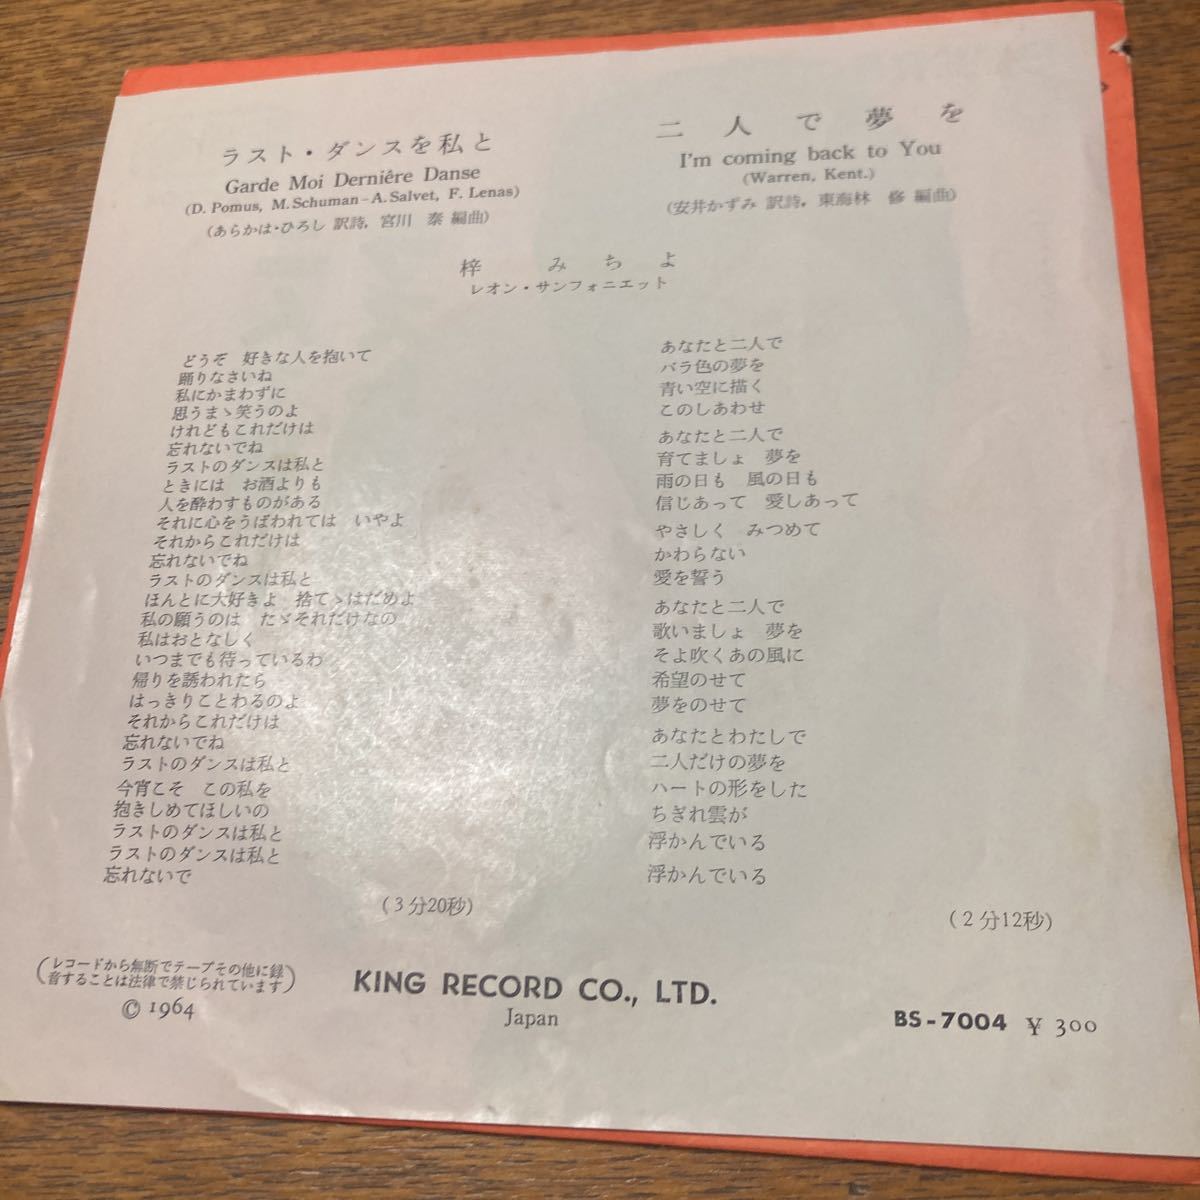 ラスト・ダンスを私と
Garde Moi Derniêre Danse
(D. Pomus, M. Schuman－A. Salvet, F. Lenas)
(あらかは・ひろし 訳詩，宮川　泰 編曲)
二人で夢を
I'm coming back to You
(Warren, Kent.)
(安井かずみ 訳詩，東海林　修 編曲)
梓　みちよ
レオン・サンフォニエット
どうぞ　好きな人を抱いて
踊りなさいね
私にかまわずに
思うまゝ笑うのよ
けれどもこれだけは
忘れないでね
ラストのダンスは私と
ときには　お酒よりも
人を酔わすものがある
それに心をうばわれては　いやよ
それからこれだけは
忘れないでね
ラストのダンスは私と
ほんとに大好きよ　捨てゝはだめよ
私の願うのは　たゞそれだけなの
私はおとなしく
いつまでも待っているわ
帰りを誘われたら
はっきりことわるのよ
それからこれだけは
忘れないでね
ラストのダンスは私と
今宵こそ　この私を
抱きしめてほしいの
ラストのダンスは私と
ラストのダンスは私と
忘れないで
(3分20秒)
あなたと二人で
バラ色の夢を
青い空に描く
このしあわせ
あなたと二人で
育てましょ　夢を
雨の日も　風の日も
信じあって　愛しあって
やさしく　みつめて
かわらない
愛を誓う
あなたと二人で
歌いましょ　夢を
そよ吹くあの風に
希望のせて
夢をのせて
あなたとわたしで
二人だけの夢を
ハートの形をした
ちぎれ雲が
浮かんでいる
浮かんでいる
(2分12秒)
(レコードから無断でテープその他に録
音することは法律で禁じられています)
© 1964
KING RECORD CO., LTD.
Japan
BS-7004 ¥ 300